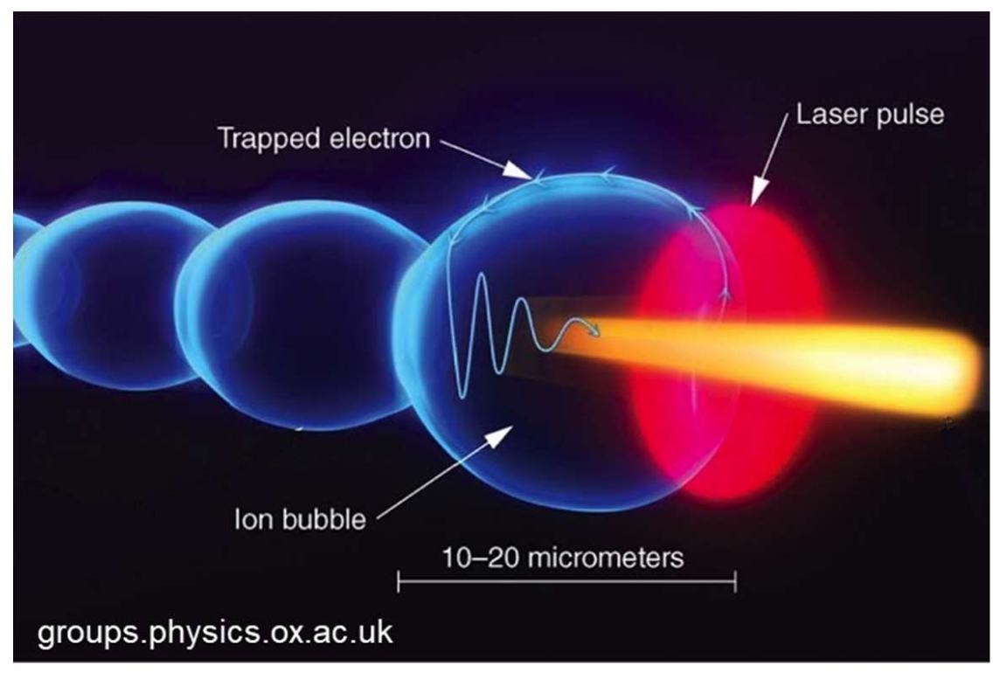 Laser pulse
Trapped electron
Ion bubble
10–20 micrometers
groups.physics.ox.ac.uk